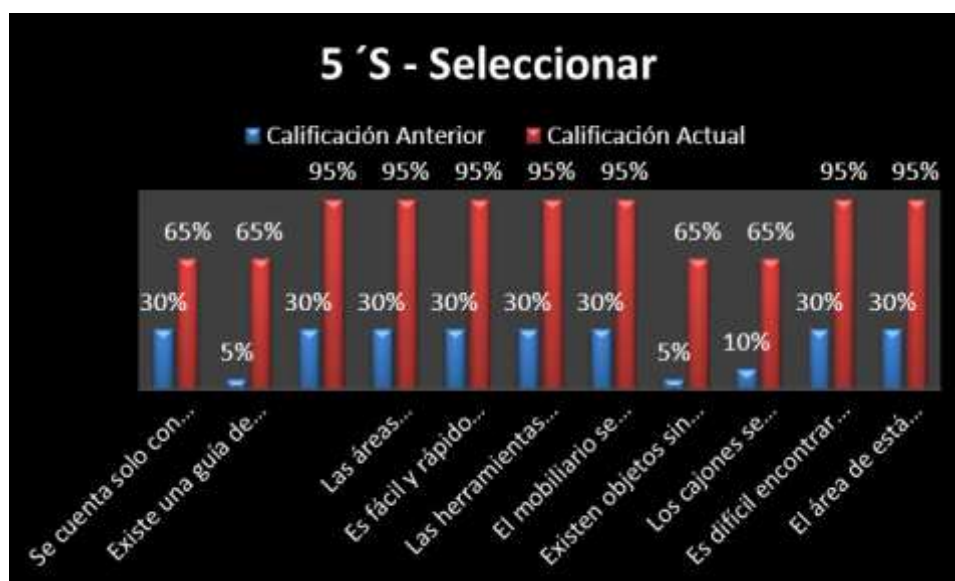 5 ´S - Seleccionar
Calificación Anterior Calificación Actual
95% 95% 95% 95% 95% 95% 95%
65% 65% 65% 65%
30% 30% 30% 30% 30% 30% 30% 30%
5% 5% 10%
Se cuenta solo con...
Existe una guía de...
Las áreas...
Es fácil y rápido...
Las herramientas...
El mobiliario se...
Existen objetos sin...
Los cajones se...
Es difícil encontrar...
El área de está...